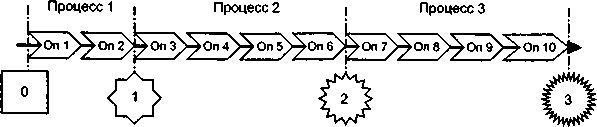 Процесс 1 Процесс 2 Процесс 3
Оп 1 Оп 2 Оп 3 Оп 4 Оп 5 Оп 6 Оп 7 Оп 8 Оп 9 Оп 10
0 1 2 3